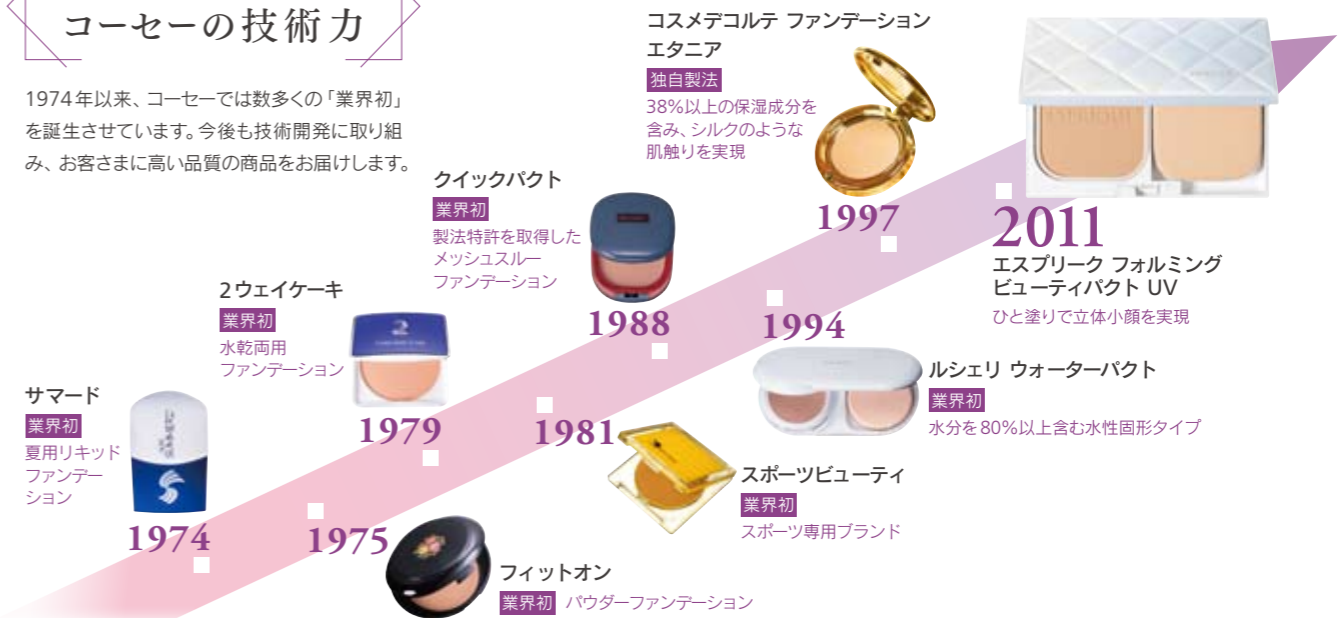 コーセーの技術力
1974年以来、コーセーでは数多くの「業界初」
を誕生させています。今後も技術開発に取り組
み、お客さまに高い品質の商品をお届けします。
サマード
業界初
夏用リキッド
ファンデー
ション
1974
1975
フィットオン
業界初 パウダーファンデーション
2ウェイケーキ
業界初
水乾両用
ファンデーション
2
1979
1981
スポーツビューティ
業界初
スポーツ専用ブランド
クイックパクト
業界初
製法特許を取得した
メッシュスルー
ファンデーション
1988
1994
ルシェリ ウォーターパクト
業界初
水分を80%以上含む水性固形タイプ
コスメデコルテ ファンデーション
エタニア
独自製法
38%以上の保湿成分を
含み、シルクのような
肌触りを実現
1997
2011
エスプリーク フォルミング
ビューティパクト UV
ひと塗りで立体小顔を実現